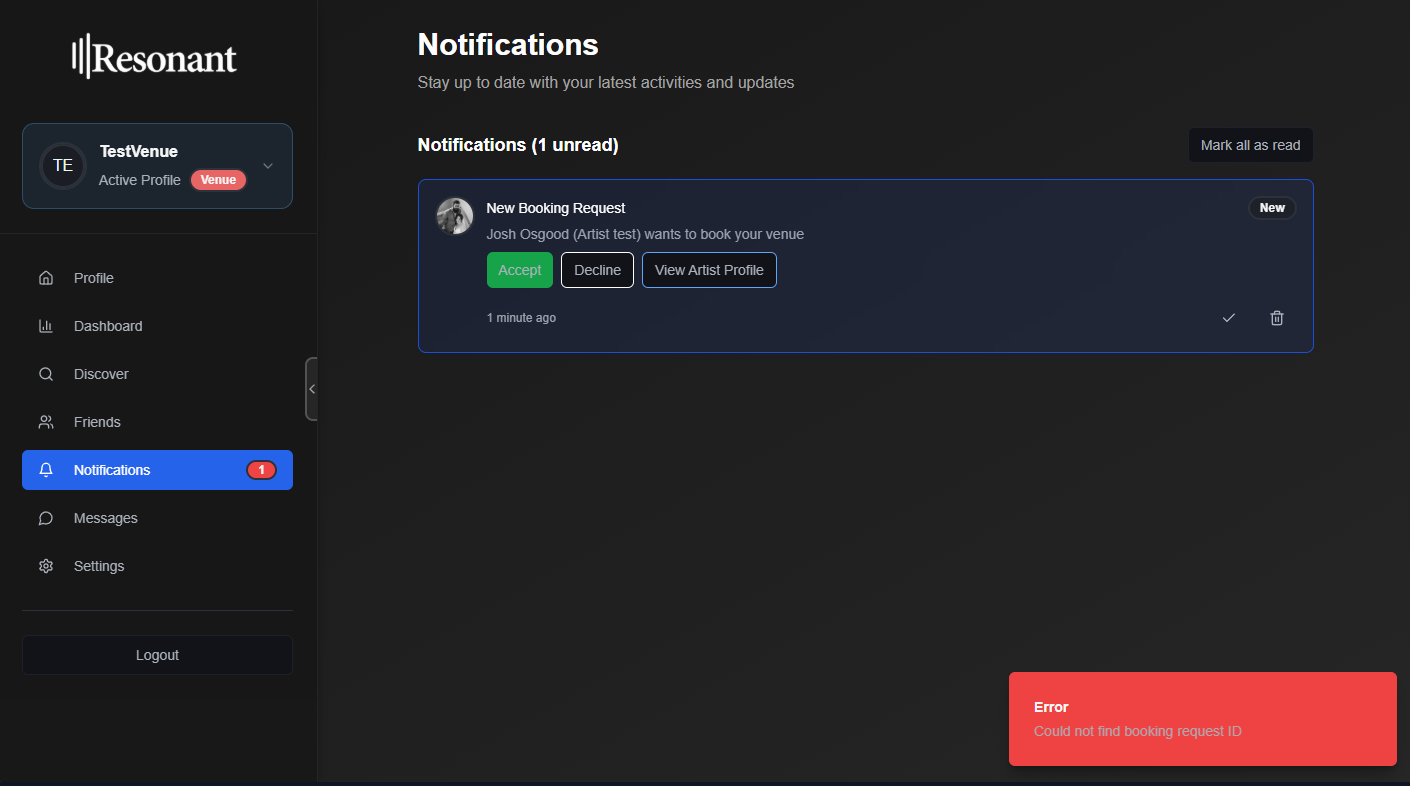 Resonant
TE
TestVenue
Active Profile Venue
Profile
Dashboard
Discover
Friends
Notifications 1
Messages
Settings
Logout
Notifications
Stay up to date with your latest activities and updates
Notifications (1 unread)
Mark all as read
New Booking Request
New
Josh Osgood (Artist test) wants to book your venue
Accept Decline View Artist Profile
1 minute ago
Error
Could not find booking request ID